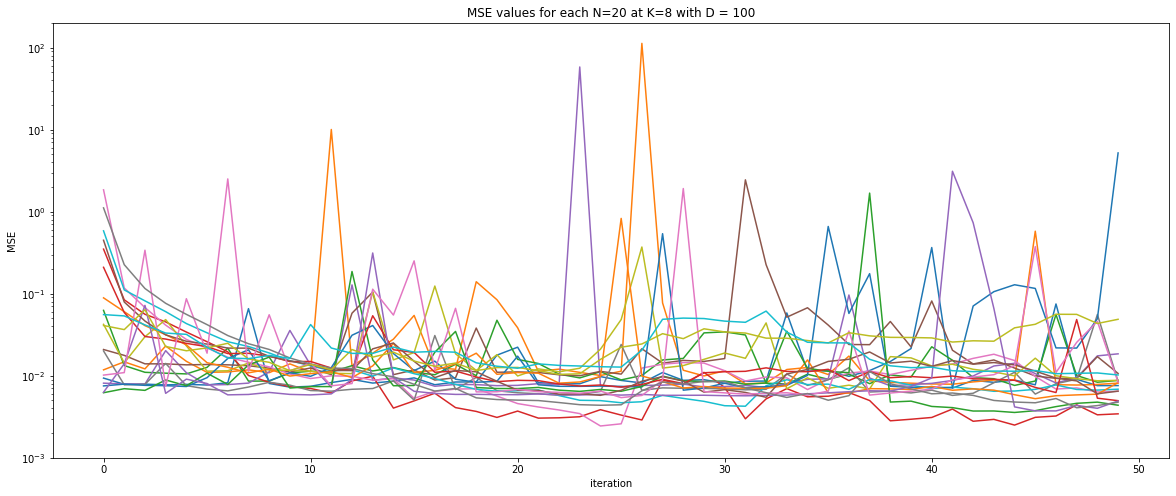 MSE values for each N=20 at K=8 with D = 100
10²
10¹
10⁰
10⁻¹
10⁻²
10⁻³
MSE
0 10 20 30 40 50
iteration